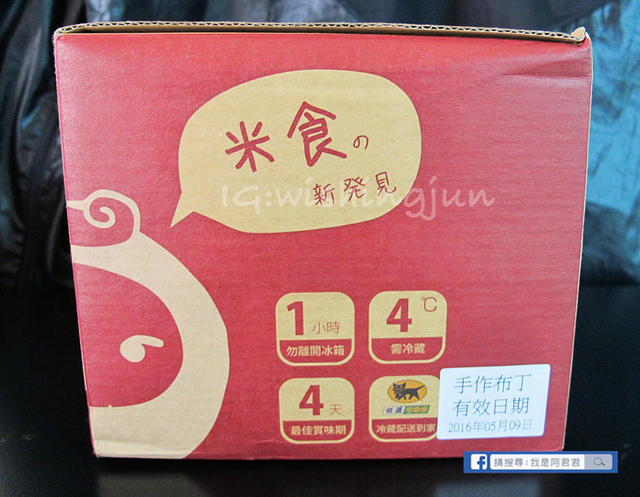 米食の
新発見
IG:wishingjun
1小時
勿離開冰箱
4℃
需冷藏
4天
最佳賞味期
冷藏配送到家
手作布丁
有效日期
2016年05月09日
請搜尋:我是阿君君